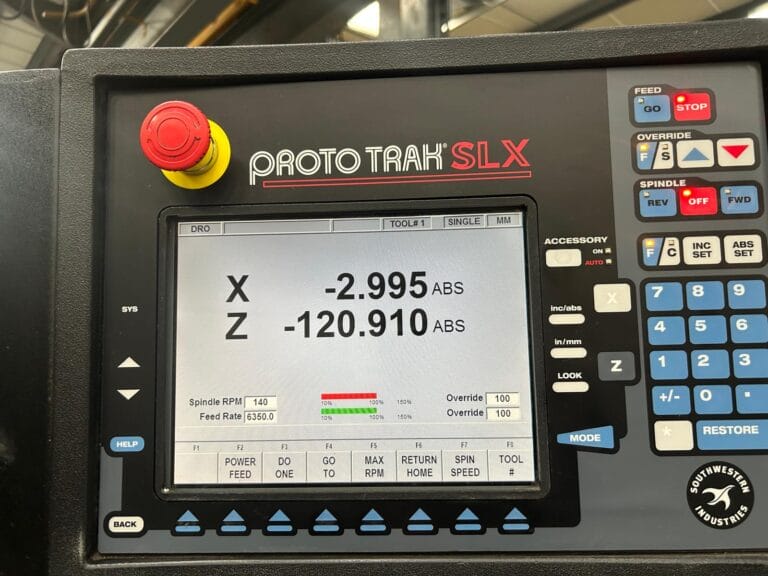 PROTO TRAK® SLX
DRO TOOL# 1 SINGLE MM
X -2.995 ABS
Z -120.910 ABS
Spindle RPM 140 10% 100% 150% Override 100
Feed Rate 6350.0 10% 100% 150% Override 100
F1 F2 F3 F4 F5 F6 F7 F8
POWER FEED
DO ONE
GO TO
MAX RPM
RETURN HOME
SPIN SPEED
TOOL #
SYS
HELP
BACK
FEED
GO STOP
OVERRIDE
F/S
SPINDLE
REV OFF FWD
ACCESSORY
ON
AUTO
F/C
INC SET
ABS SET
inc/abs
in/mm
LOOK
X
Z
MODE
7 8 9
4 5 6
1 2 3
+/- 0 .
* RESTORE
SOUTHWESTERN INDUSTRIES